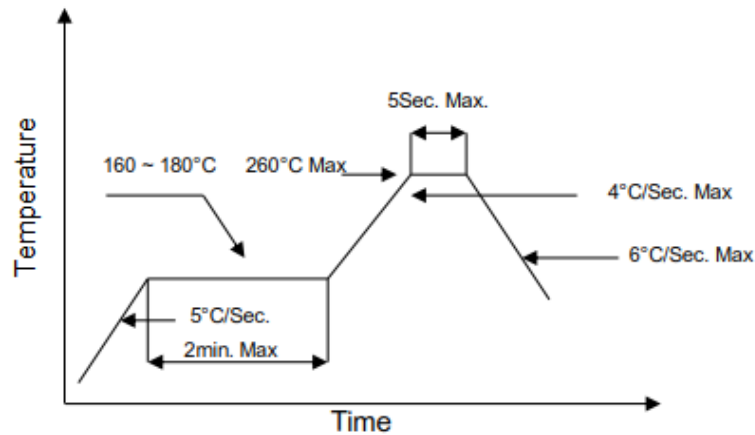 5Sec. Max.
160 ~ 180°C
260°C Max
4°C/Sec. Max
Temperature
6°C/Sec. Max
5°C/Sec.
2min. Max
Time